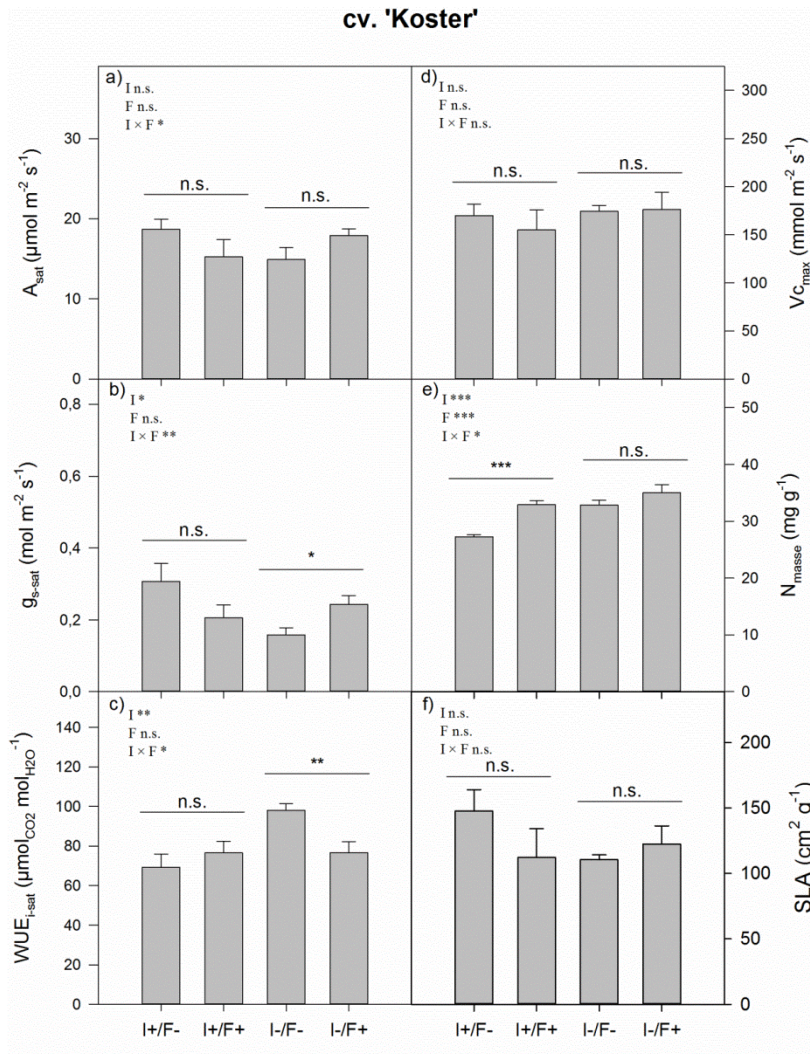 cv. 'Koster'
a)
I n.s.
F n.s.
I × F *
30
20
10
0
n.s.
n.s.
A_sat (µmol m⁻² s⁻¹)
d)
I n.s.
F n.s.
I × F n.s.
300
250
200
150
100
50
0
n.s.
n.s.
Vc_max (mmol m⁻² s⁻¹)
b)
I *
F n.s.
I × F **
0,8
0,6
0,4
0,2
0,0
n.s.
*
g_s-sat (mol m⁻² s⁻¹)
e)
I ***
F ***
I × F *
50
40
30
20
10
0
***
n.s.
N_masse (mg g⁻¹)
c)
I **
F n.s.
I × F *
140
120
100
80
60
40
20
0
n.s.
**
WUE_i-sat (µmol_CO2 mol_H2O⁻¹)
f)
I n.s.
F n.s.
I × F n.s.
200
150
100
50
0
n.s.
n.s.
SLA (cm² g⁻¹)
I+/F- I+/F+ I-/F- I-/F+
I+/F- I+/F+ I-/F- I-/F+